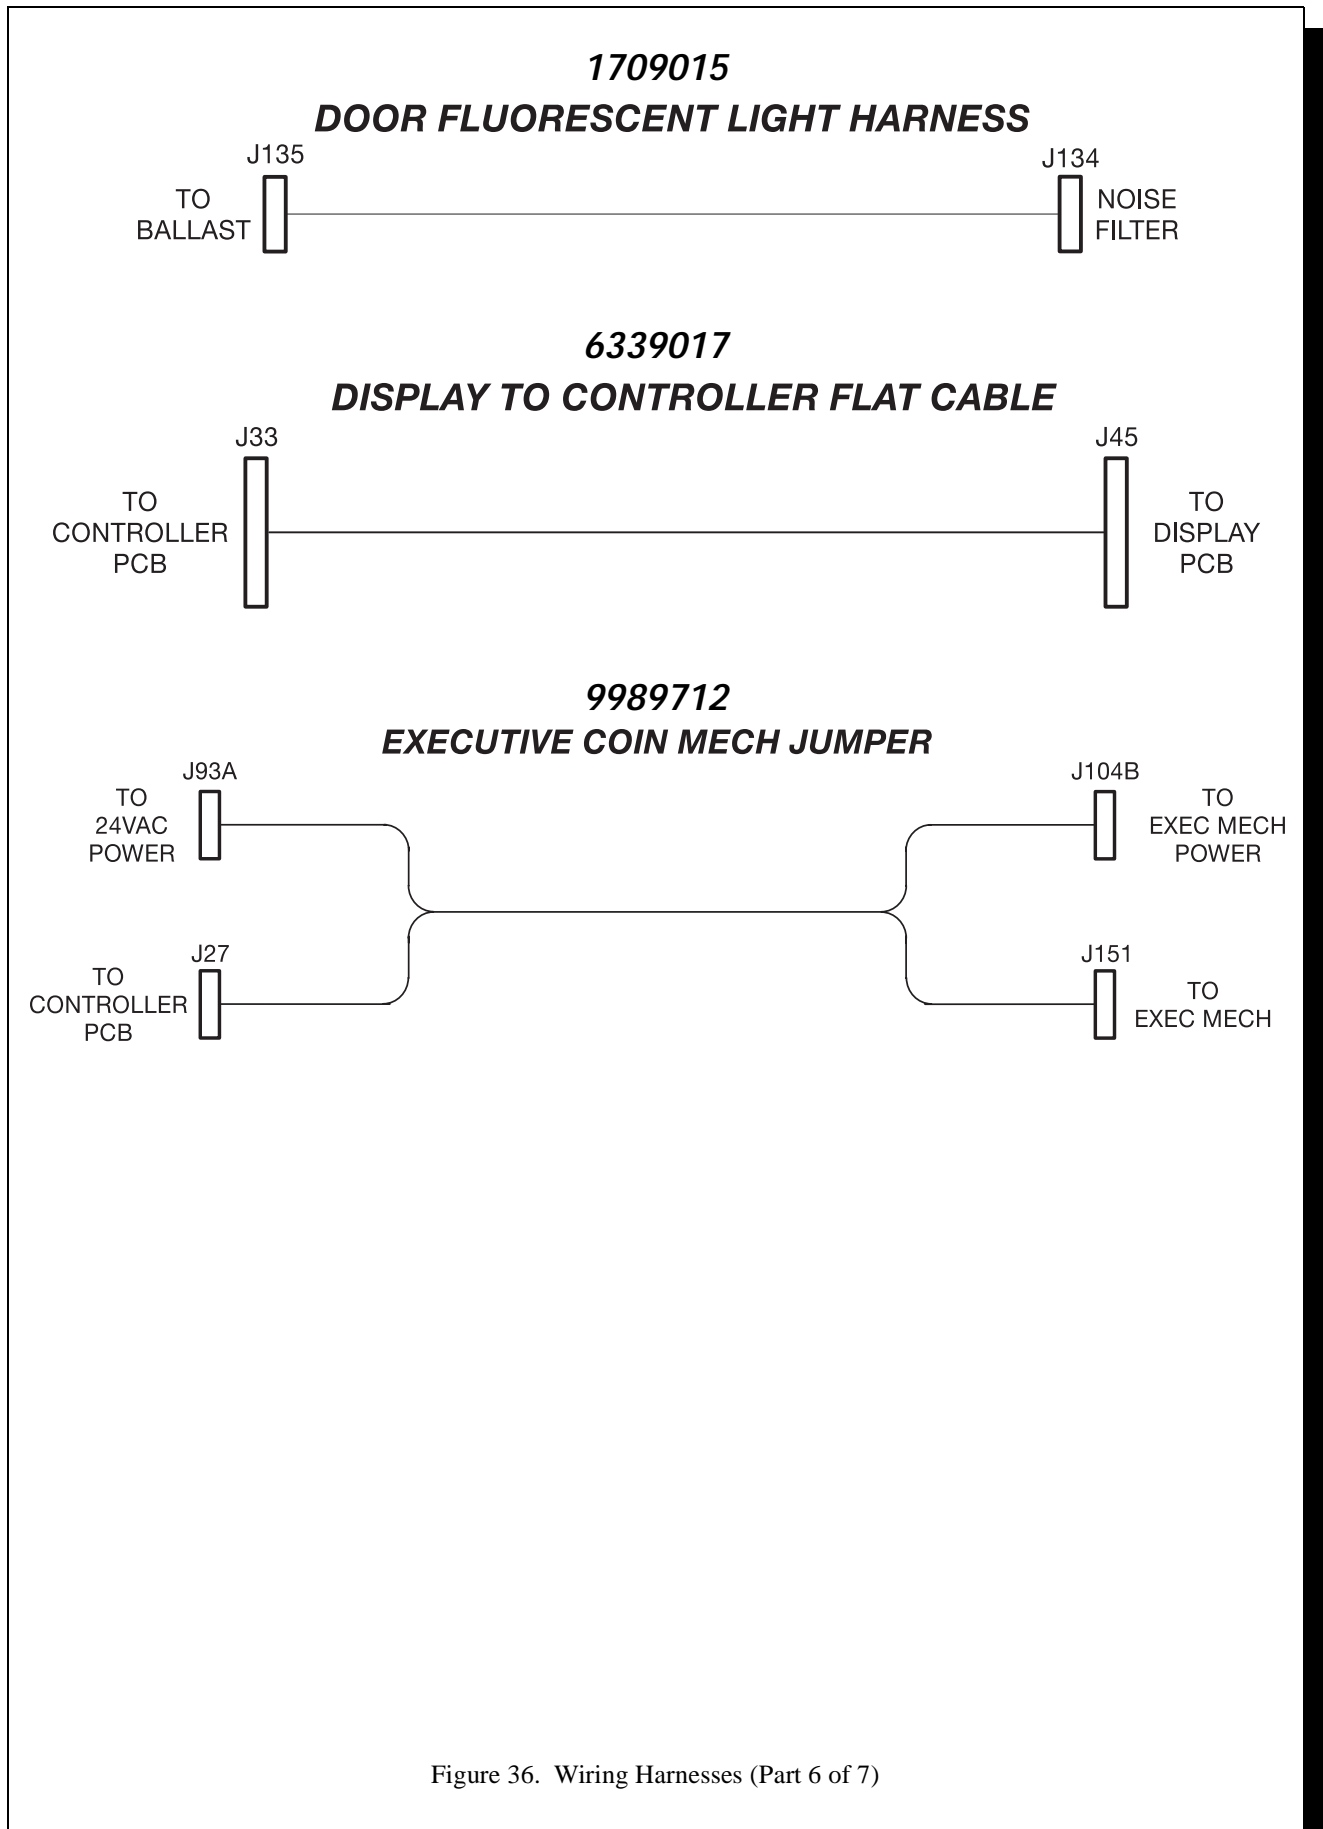 1709015
DOOR FLUORESCENT LIGHT HARNESS
J135
J134
TO
BALLAST
NOISE
FILTER
6339017
DISPLAY TO CONTROLLER FLAT CABLE
J33
J45
TO
CONTROLLER
PCB
TO
DISPLAY
PCB
9989712
EXECUTIVE COIN MECH JUMPER
J93A
J104B
TO
24VAC
POWER
TO
EXEC MECH
POWER
J27
J151
TO
CONTROLLER
PCB
TO
EXEC MECH
Figure 36. Wiring Harnesses (Part 6 of 7)